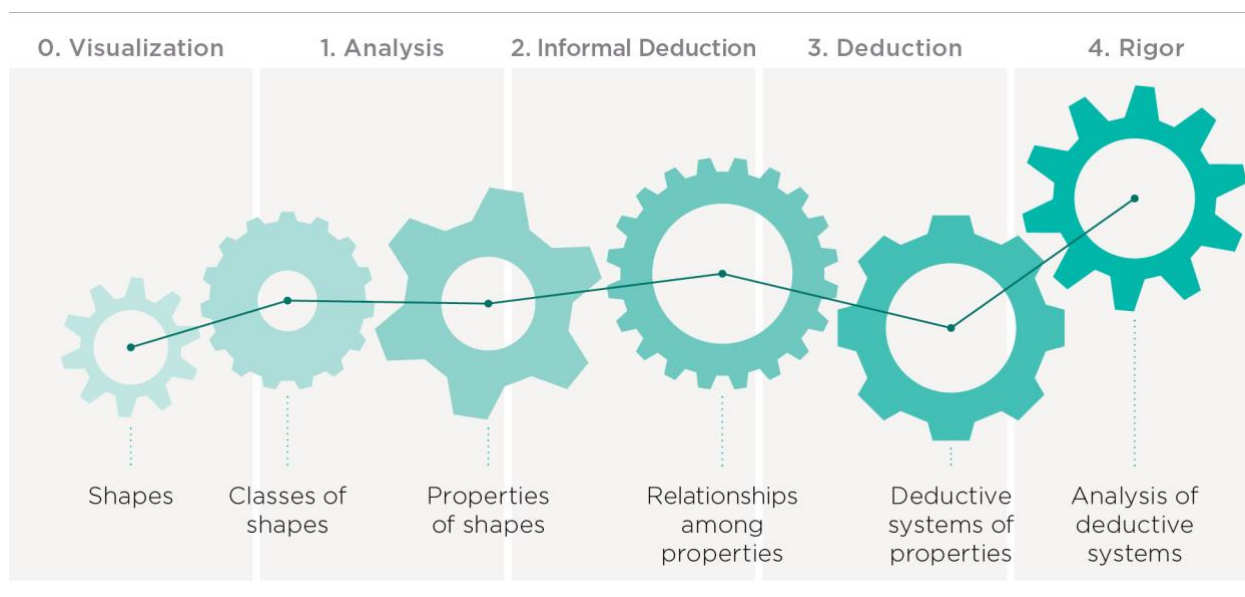 0. Visualization
1. Analysis
2. Informal Deduction
3. Deduction
4. Rigor
Shapes
Classes of
shapes
Properties
of shapes
Relationships
among
properties
Deductive
systems of
properties
Analysis of
deductive
systems